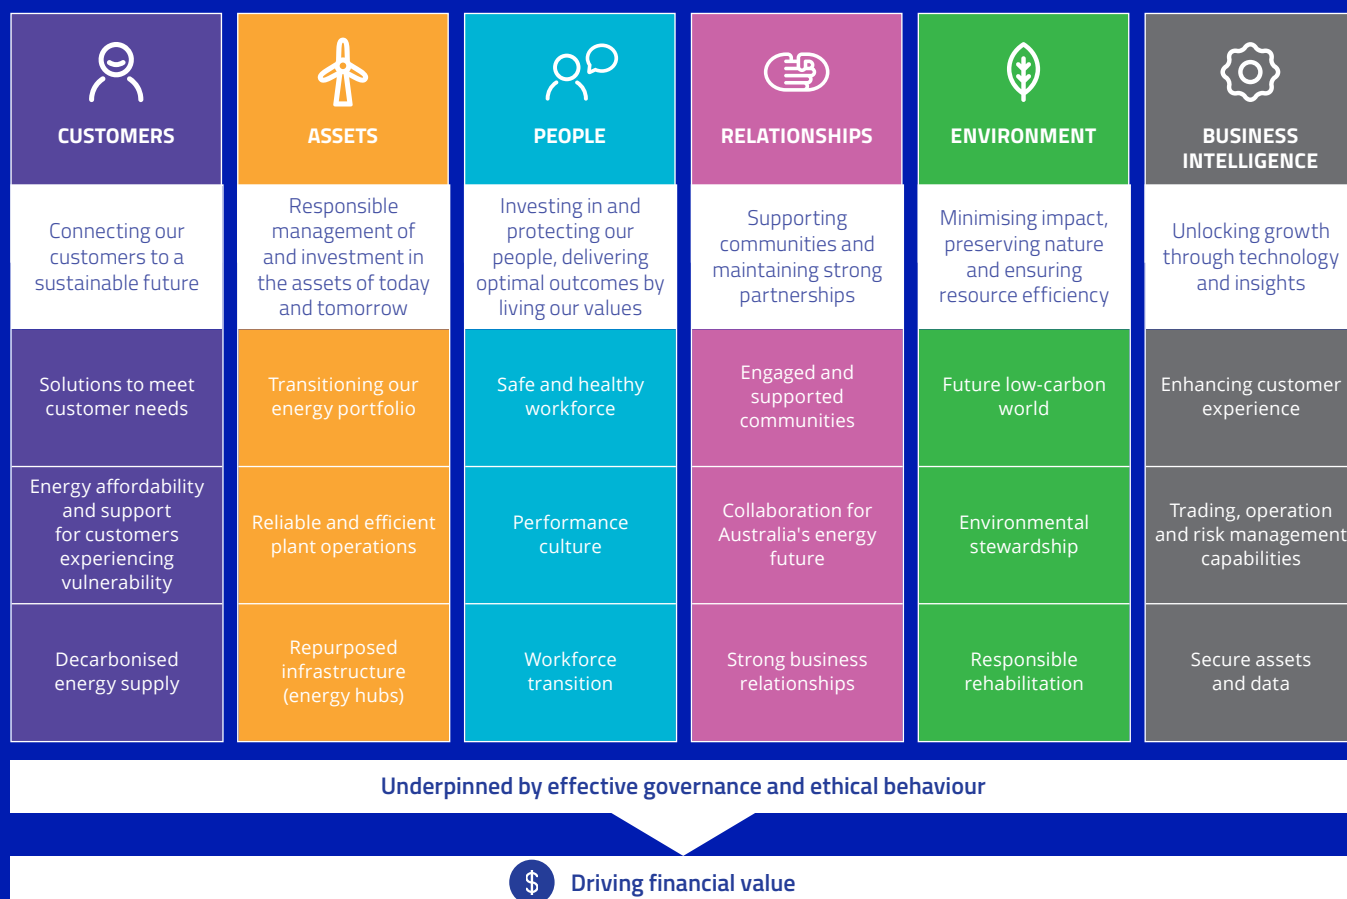 CUSTOMERS
Connecting our
customers to a
sustainable future
Solutions to meet
customer needs
Energy affordability
and support
for customers
experiencing
vulnerability
Decarbonised
energy supply
ASSETS
Responsible
management of
and investment in
the assets of today
and tomorrow
Transitioning our
energy portfolio
Reliable and efficient
plant operations
Repurposed
infrastructure
(energy hubs)
PEOPLE
Investing in and
protecting our
people, delivering
optimal outcomes by
living our values
Safe and healthy
workforce
Performance
culture
Workforce
transition
RELATIONSHIPS
Supporting
communities and
maintaining strong
partnerships
Engaged and
supported
communities
Collaboration for
Australia's energy
future
Strong business
relationships
ENVIRONMENT
Minimising impact,
preserving nature
and ensuring
resource efficiency
Future low-carbon
world
Environmental
stewardship
Responsible
rehabilitation
BUSINESS
INTELLIGENCE
Unlocking growth
through technology
and insights
Enhancing customer
experience
Trading, operation
and risk management
capabilities
Secure assets
and data
Underpinned by effective governance and ethical behaviour
$ Driving financial value